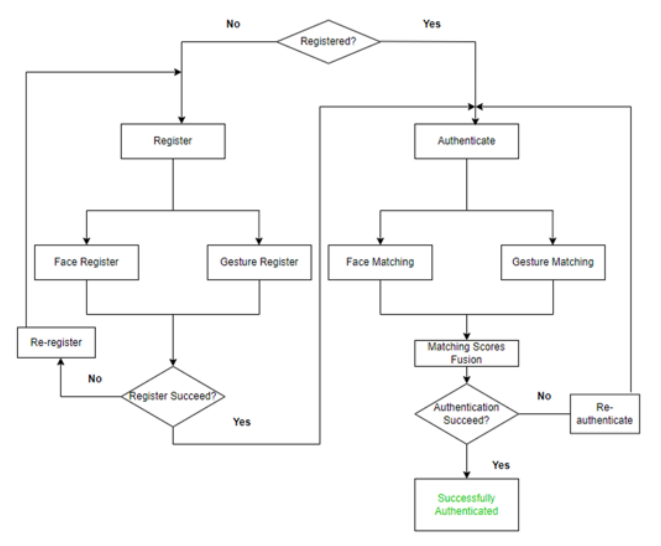 No
Registered?
Yes
Register
Authenticate
Face Register
Gesture Register
Face Matching
Gesture Matching
Re-register
Matching Scores
Fusion
No
Register Succeed?
Yes
Authentication
Succeed?
No
Re-
authenticate
Yes
Successfully
Authenticated